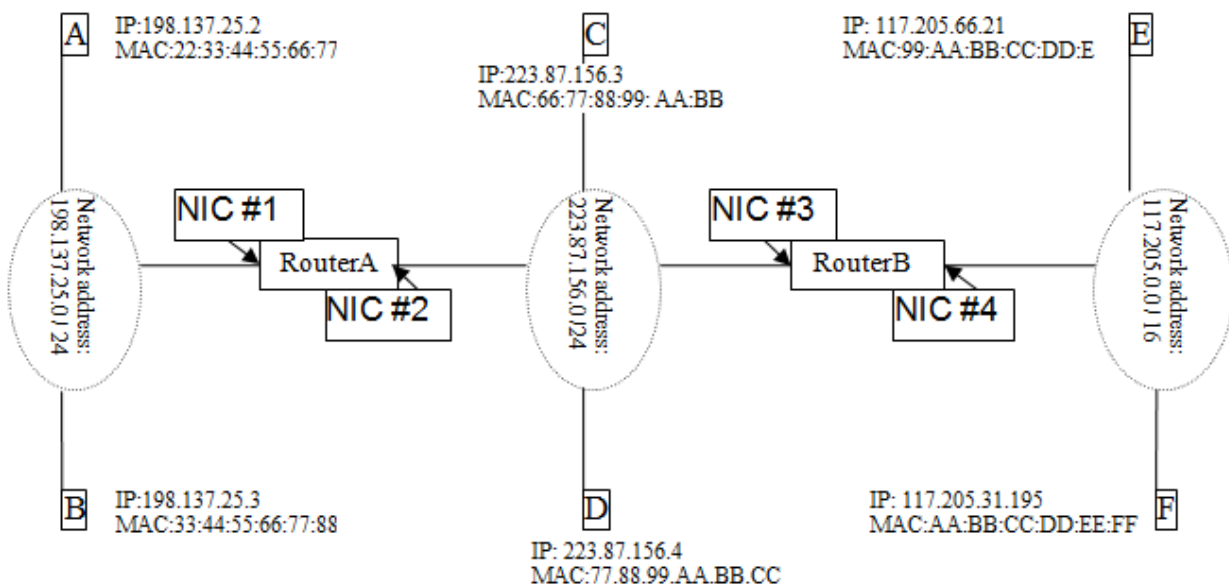 A
IP:198.137.25.2
MAC:22:33:44:55:66:77
C
IP:223.87.156.3
MAC:66:77:88:99: AA:BB
IP: 117.205.66.21
MAC:99:AA:BB:CC:DD:E
E
Network address:
198.137.25.0 / 24
NIC #1
RouterA
NIC #2
Network address:
223.87.156.0/24
NIC #3
RouterB
NIC #4
Network address:
117.205.0.0 / 16
B
IP:198.137.25.3
MAC:33:44:55:66:77:88
D
IP: 223.87.156.4
MAC:77.88.99.AA.BB.CC
IP: 117.205.31.195
MAC:AA:BB:CC:DD:EE:FF
F